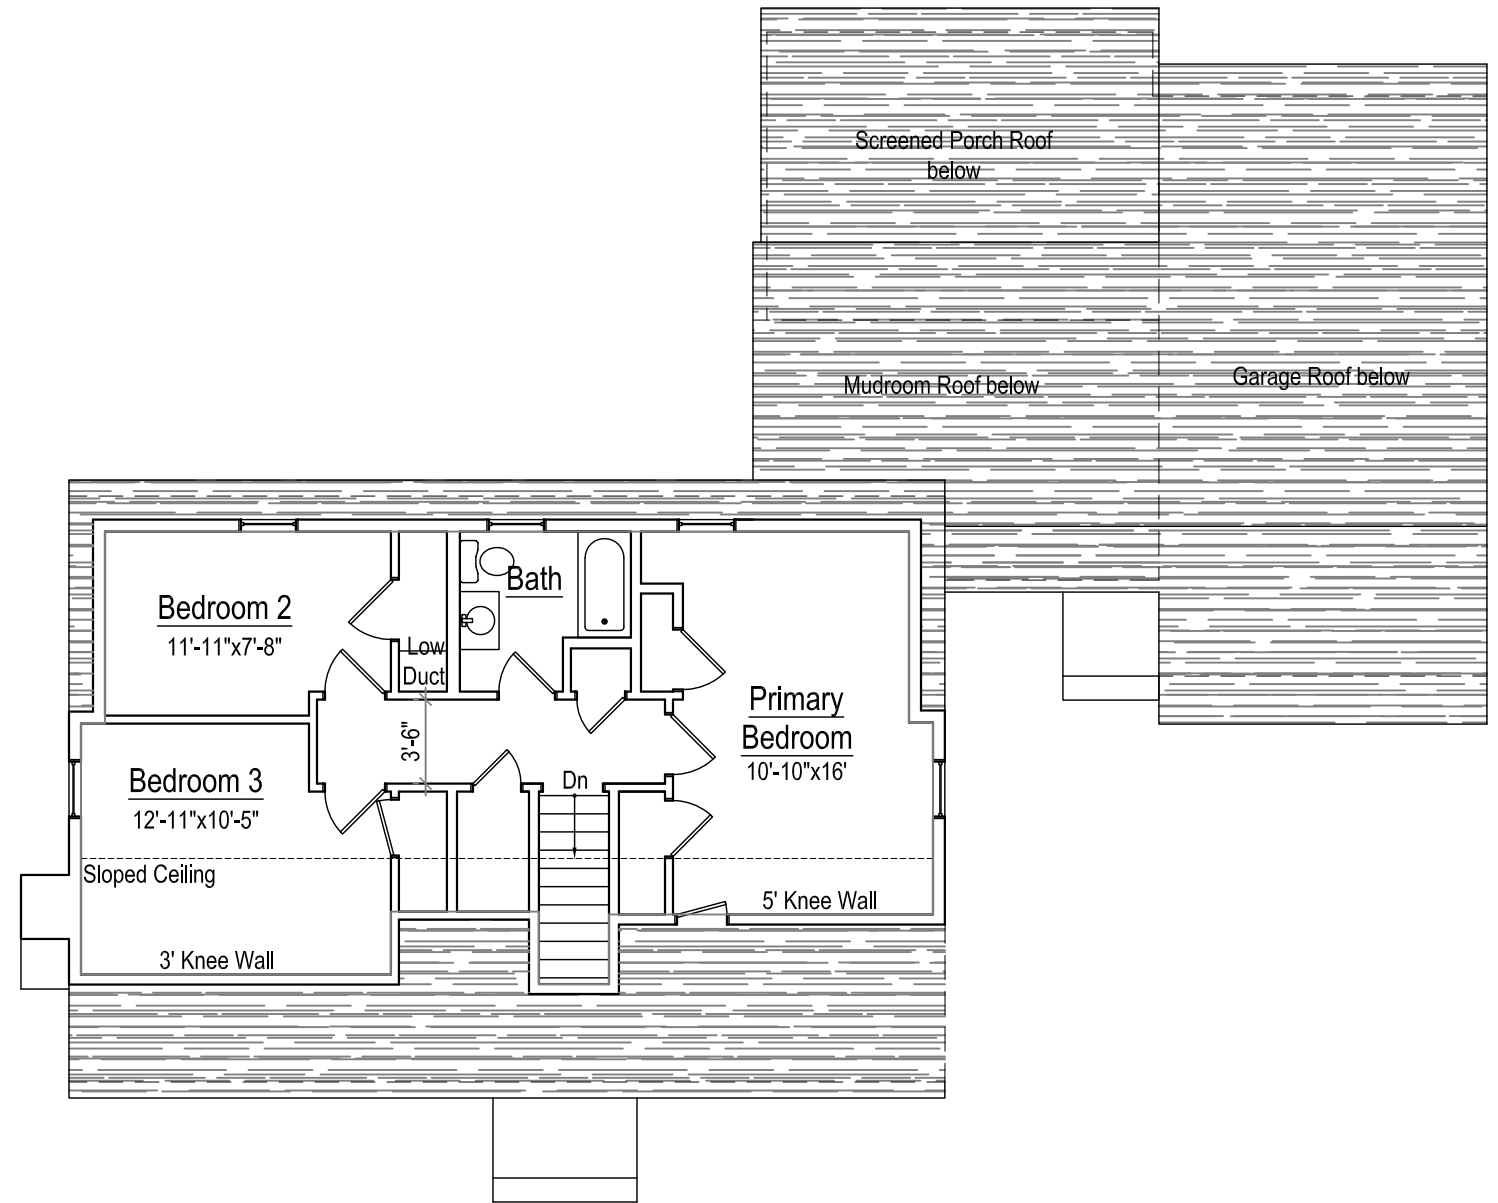 Screened Porch Roof
below
Mudroom Roof below
Garage Roof below
Bath
Bedroom 2
11'-11"x7'-8"
Low
Duct
Primary
Bedroom
10'-10"x16'
3'-6"
Dn
Bedroom 3
12'-11"x10'-5"
Sloped Ceiling
5' Knee Wall
3' Knee Wall